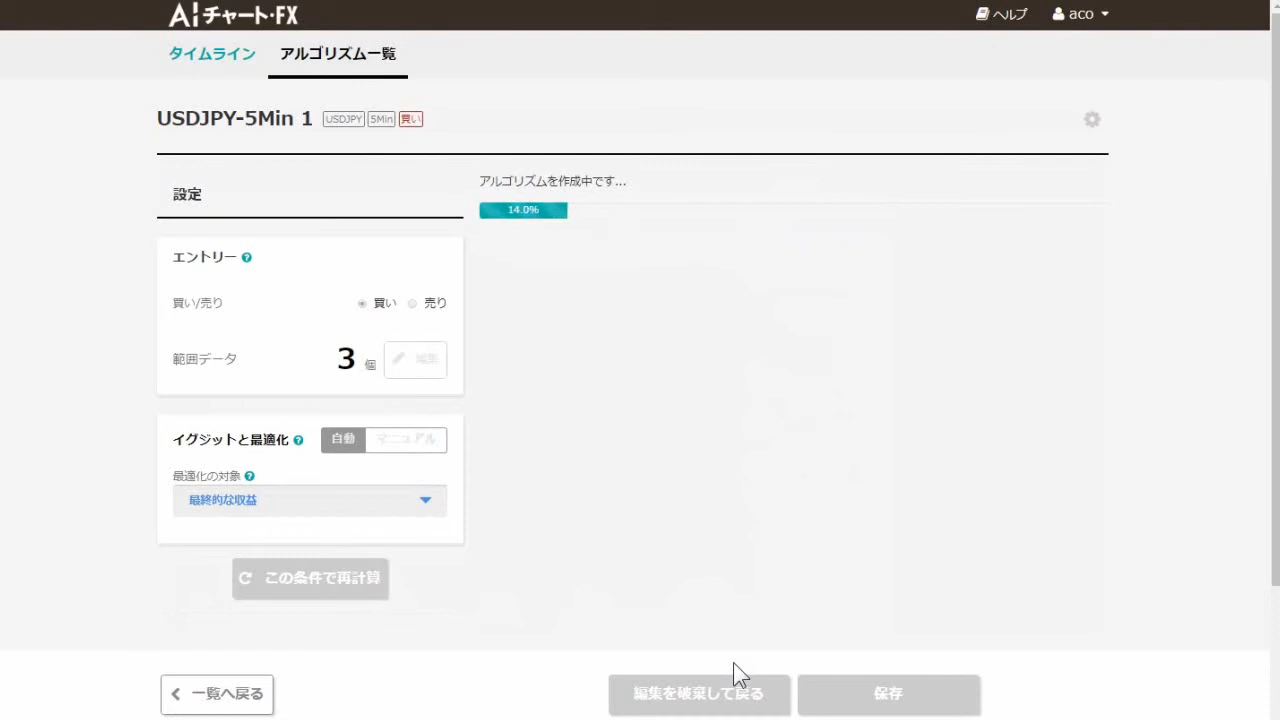 Aiチャート・FX
ヘルプ
aco
タイムライン
アルゴリズム一覧
USDJPY-5Min 1
USDJPY
5Min
買い
設定
アルゴリズムを作成中です...
14.0%
エントリー
買い/売り
買い
売り
範囲データ
3 個
編集
イグジットと最適化
自動
マニュアル
最適化の対象
最終的な収益
この条件で再計算
一覧へ戻る
編集を破棄して戻る
保存